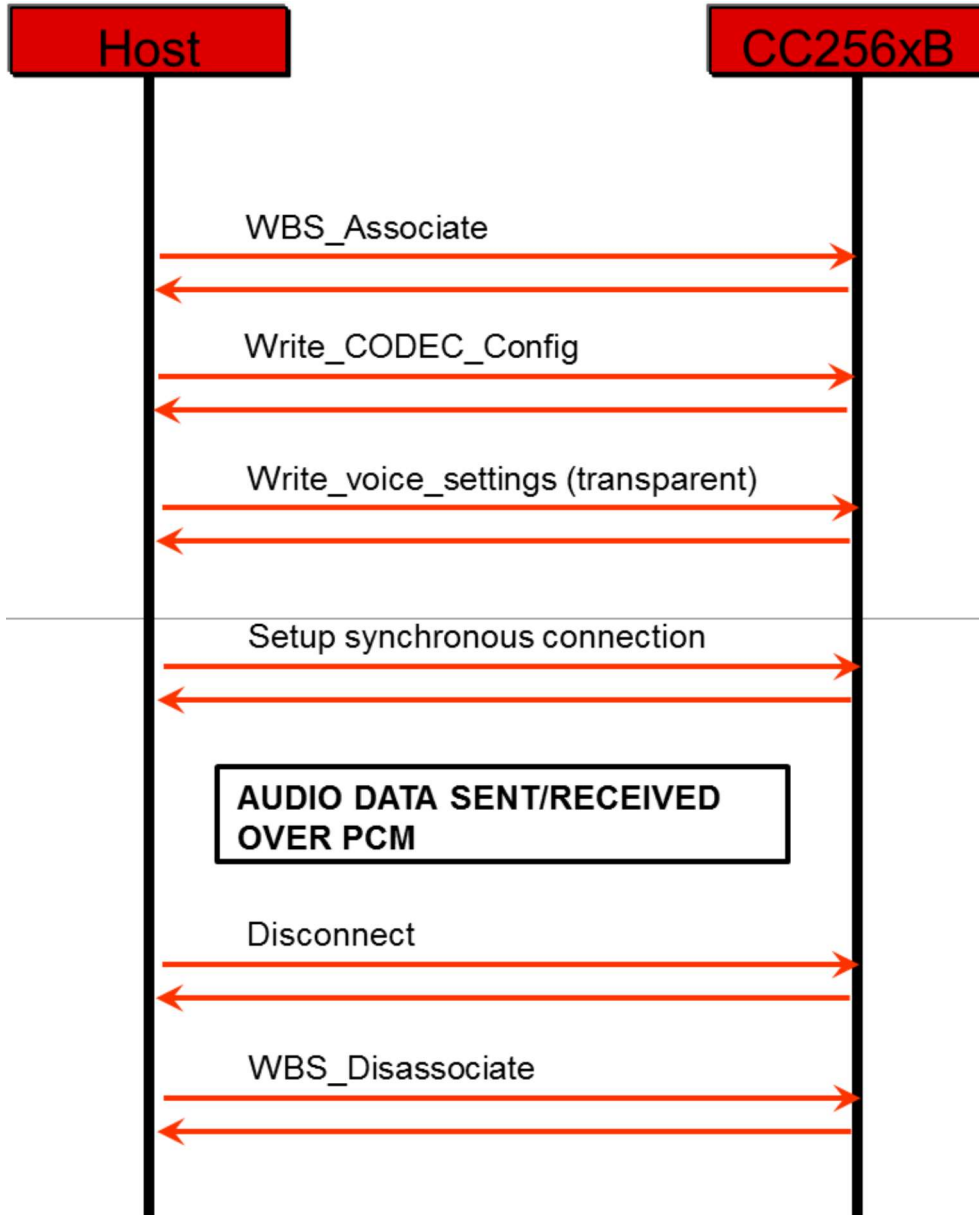 Host
CC256xB
WBS_Associate
Write_CODEC_Config
Write_voice_settings (transparent)
Setup synchronous connection
AUDIO DATA SENT/RECEIVED
OVER PCM
Disconnect
WBS_Disassociate